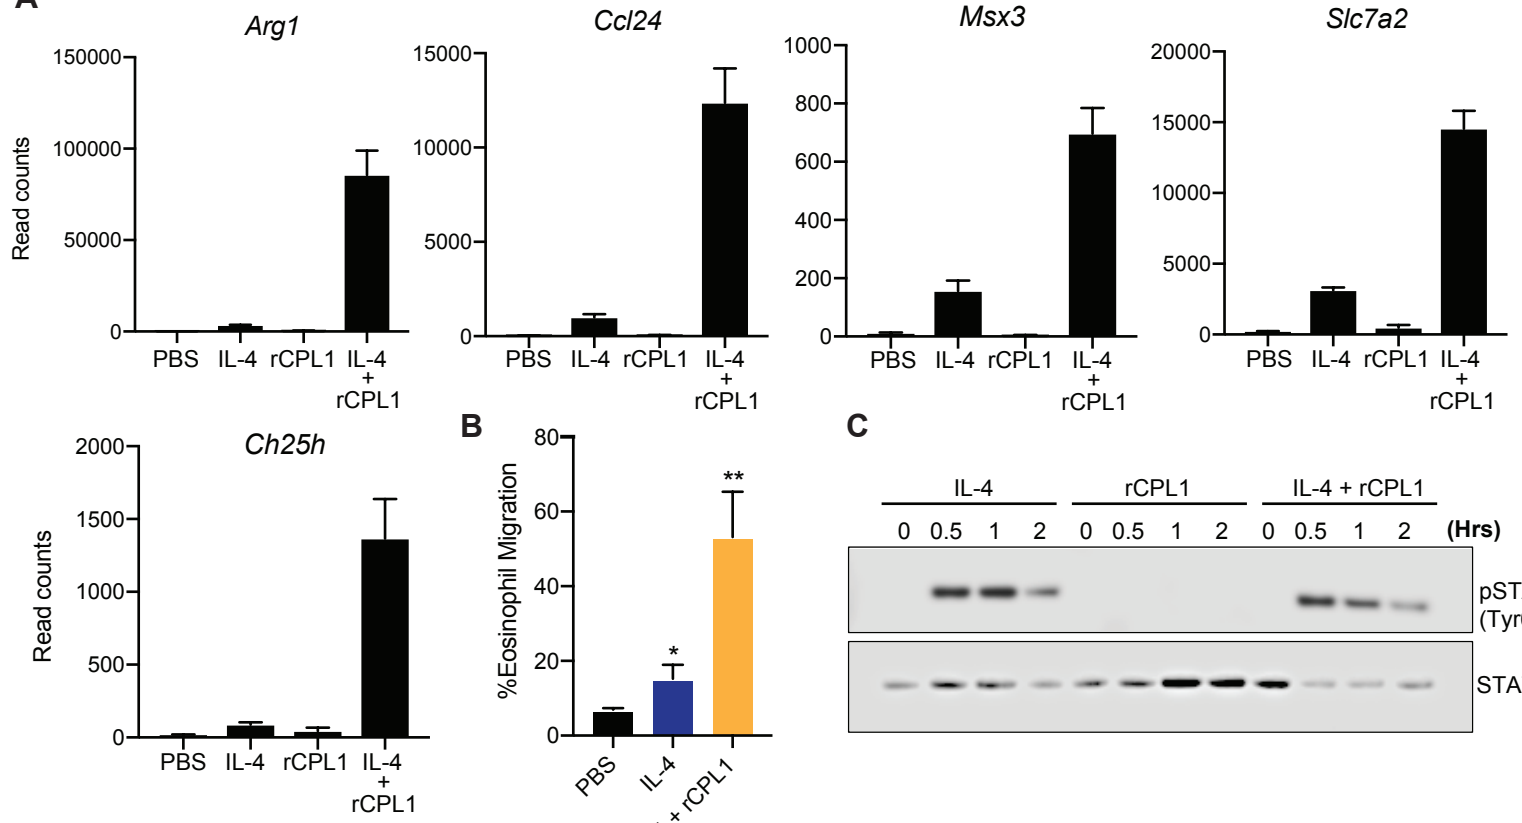 A
Arg1
150000
100000
50000
0
Read counts
PBS IL-4 rCPL1 IL-4 + rCPL1
Ccl24
15000
10000
5000
0
PBS IL-4 rCPL1 IL-4 + rCPL1
Msx3
1000
800
600
400
200
0
PBS IL-4 rCPL1 IL-4 + rCPL1
Slc7a2
20000
15000
10000
5000
0
PBS IL-4 rCPL1 IL-4 + rCPL1
Ch25h
2000
1500
1000
500
0
Read counts
PBS IL-4 rCPL1 IL-4 + rCPL1
B
80
60
40
20
0
%Eosinophil Migration
*
**
PBS
IL-4
+ rCPL1
C
IL-4 rCPL1 IL-4 + rCPL1
0 0.5 1 2 0 0.5 1 2 0 0.5 1 2 (Hrs)
pST
(Tyr
STA